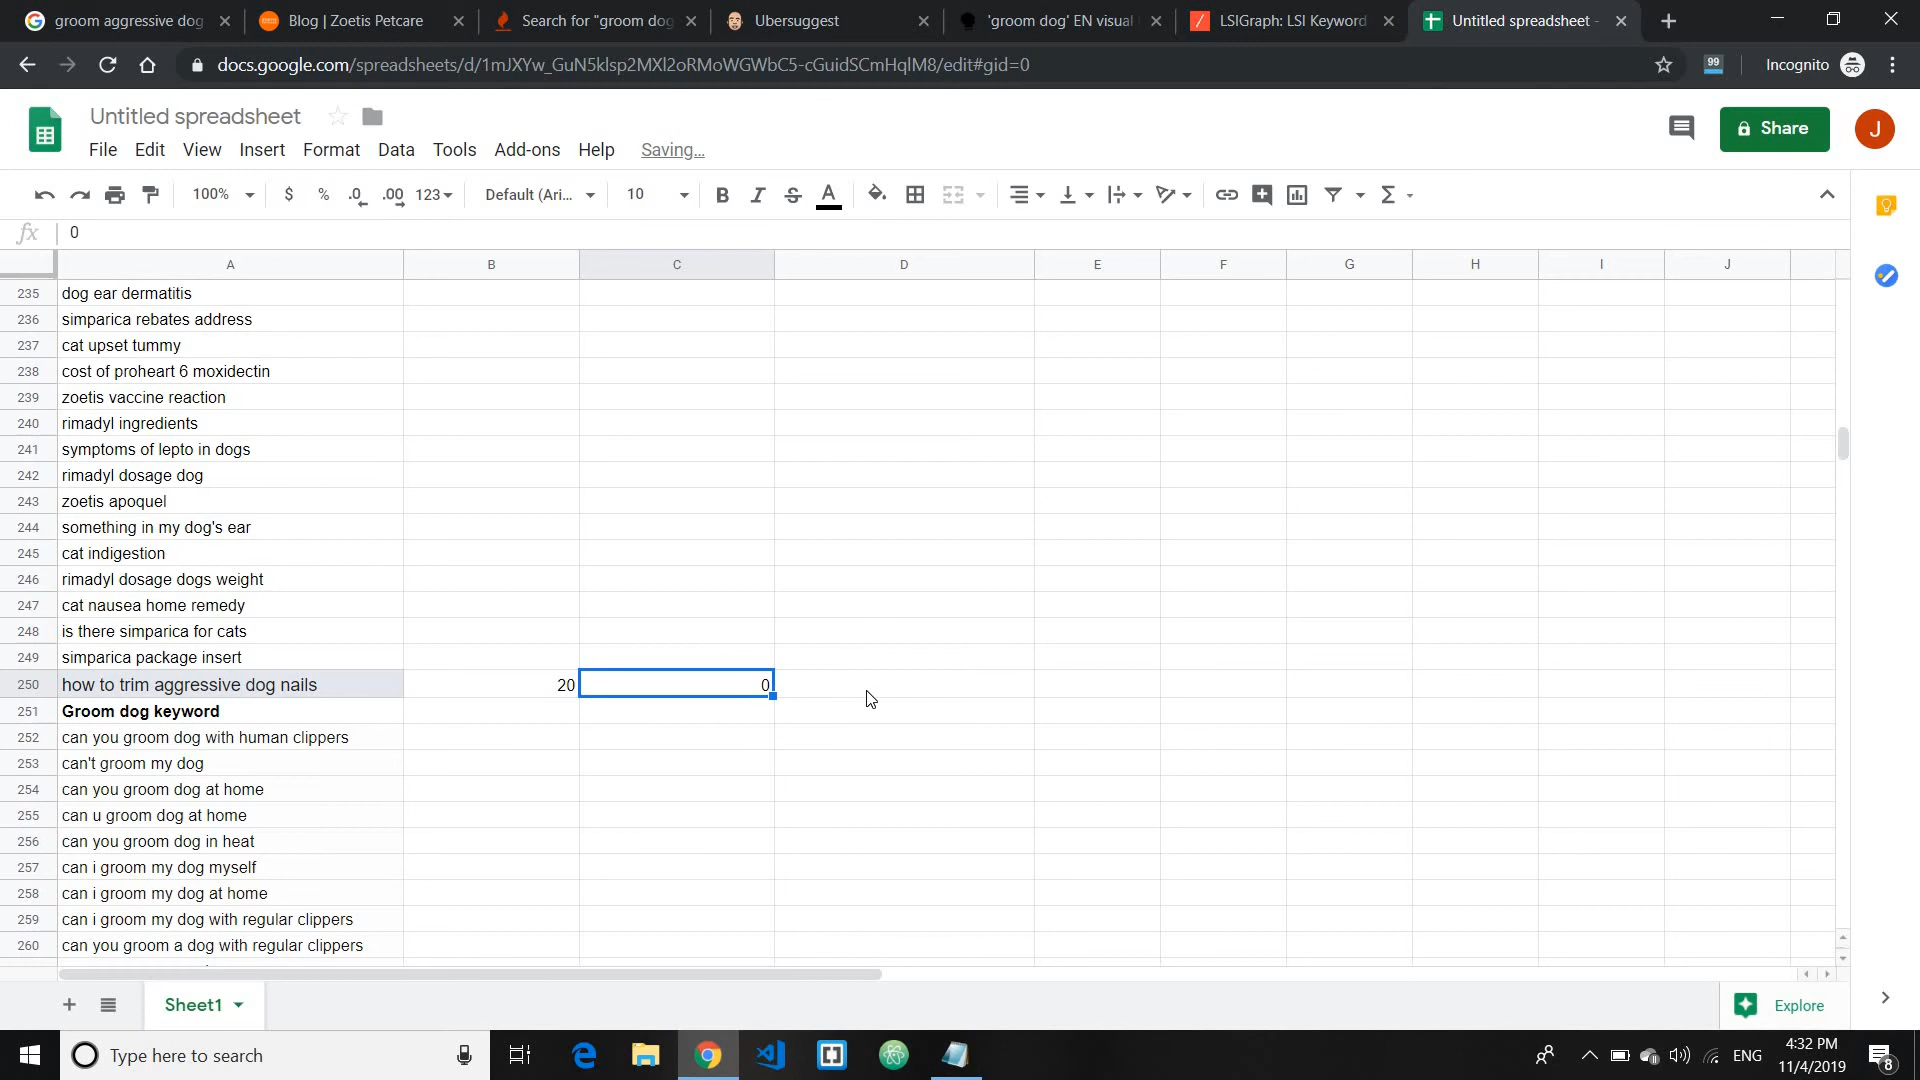 groom aggressive dog
Blog | Zoetis Petcare
Search for "groom dog
Ubersuggest
'groom dog' EN visual
LSIGraph: LSI Keyword
Untitled spreadsheet -
docs.google.com/spreadsheets/d/1mJXYw_GuN5klsp2MXl2oRMoWGWbC5-cGuidSCmHqlM8/edit#gid=0
99
Incognito
Untitled spreadsheet
File Edit View Insert Format Data Tools Add-ons Help Saving...
Share
J
100% $ % .0 .00 123 Default (Ari... 10 B I S A Σ
fx 0
A B C D E F G H I J
235 dog ear dermatitis
236 simparica rebates address
237 cat upset tummy
238 cost of proheart 6 moxidectin
239 zoetis vaccine reaction
240 rimadyl ingredients
241 symptoms of lepto in dogs
242 rimadyl dosage dog
243 zoetis apoquel
244 something in my dog's ear
245 cat indigestion
246 rimadyl dosage dogs weight
247 cat nausea home remedy
248 is there simparica for cats
249 simparica package insert
250 how to trim aggressive dog nails 20 0
251 Groom dog keyword
252 can you groom dog with human clippers
253 can't groom my dog
254 can you groom dog at home
255 can u groom dog at home
256 can you groom dog in heat
257 can i groom my dog myself
258 can i groom my dog at home
259 can i groom my dog with regular clippers
260 can you groom a dog with regular clippers
Sheet1
Explore
Type here to search
ENG
4:32 PM
11/4/2019
8